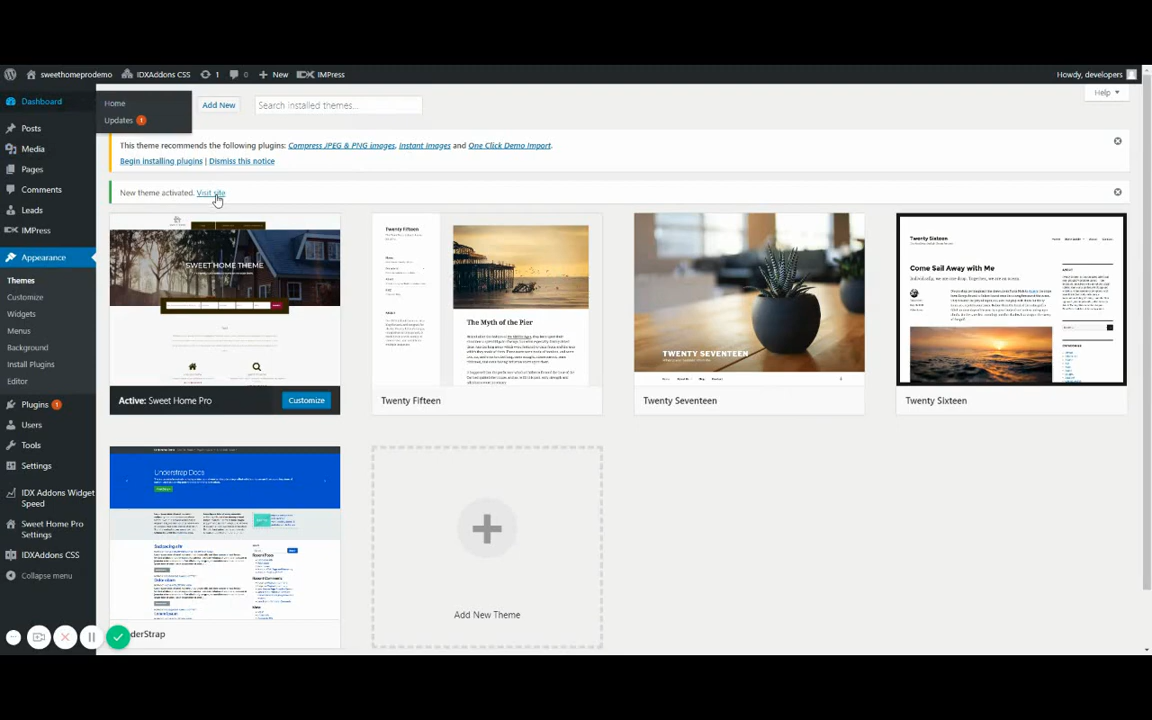 sweethomeprodemo IDXAddons CSS 1 0 New IMPress Howdy, developers
Dashboard
Home
Updates 1
Add New
Search installed themes...
Help
Posts
Media
Pages
Comments
Leads
IMPress
Appearance
Themes
Customize
Widgets
Menus
Background
Install Plugins
Editor
Plugins 1
Users
Tools
Settings
IDX Addons Widget
Speed
Sweet Home Pro
Settings
IDXAddons CSS
Collapse menu
This theme recommends the following plugins: Compress JPEG & PNG images, Instant Images and One Click Demo Import.
Begin installing plugins | Dismiss this notice
New theme activated. Visit site
SWEET HOME THEME
Active: Sweet Home Pro Customize
Twenty Fifteen
The Myth of the Pier
Twenty Fifteen
TWENTY SEVENTEEN
Twenty Seventeen
Twenty Sixteen
Come Sail Away with Me
Twenty Sixteen
Understrap Docs
derStrap
Add New Theme